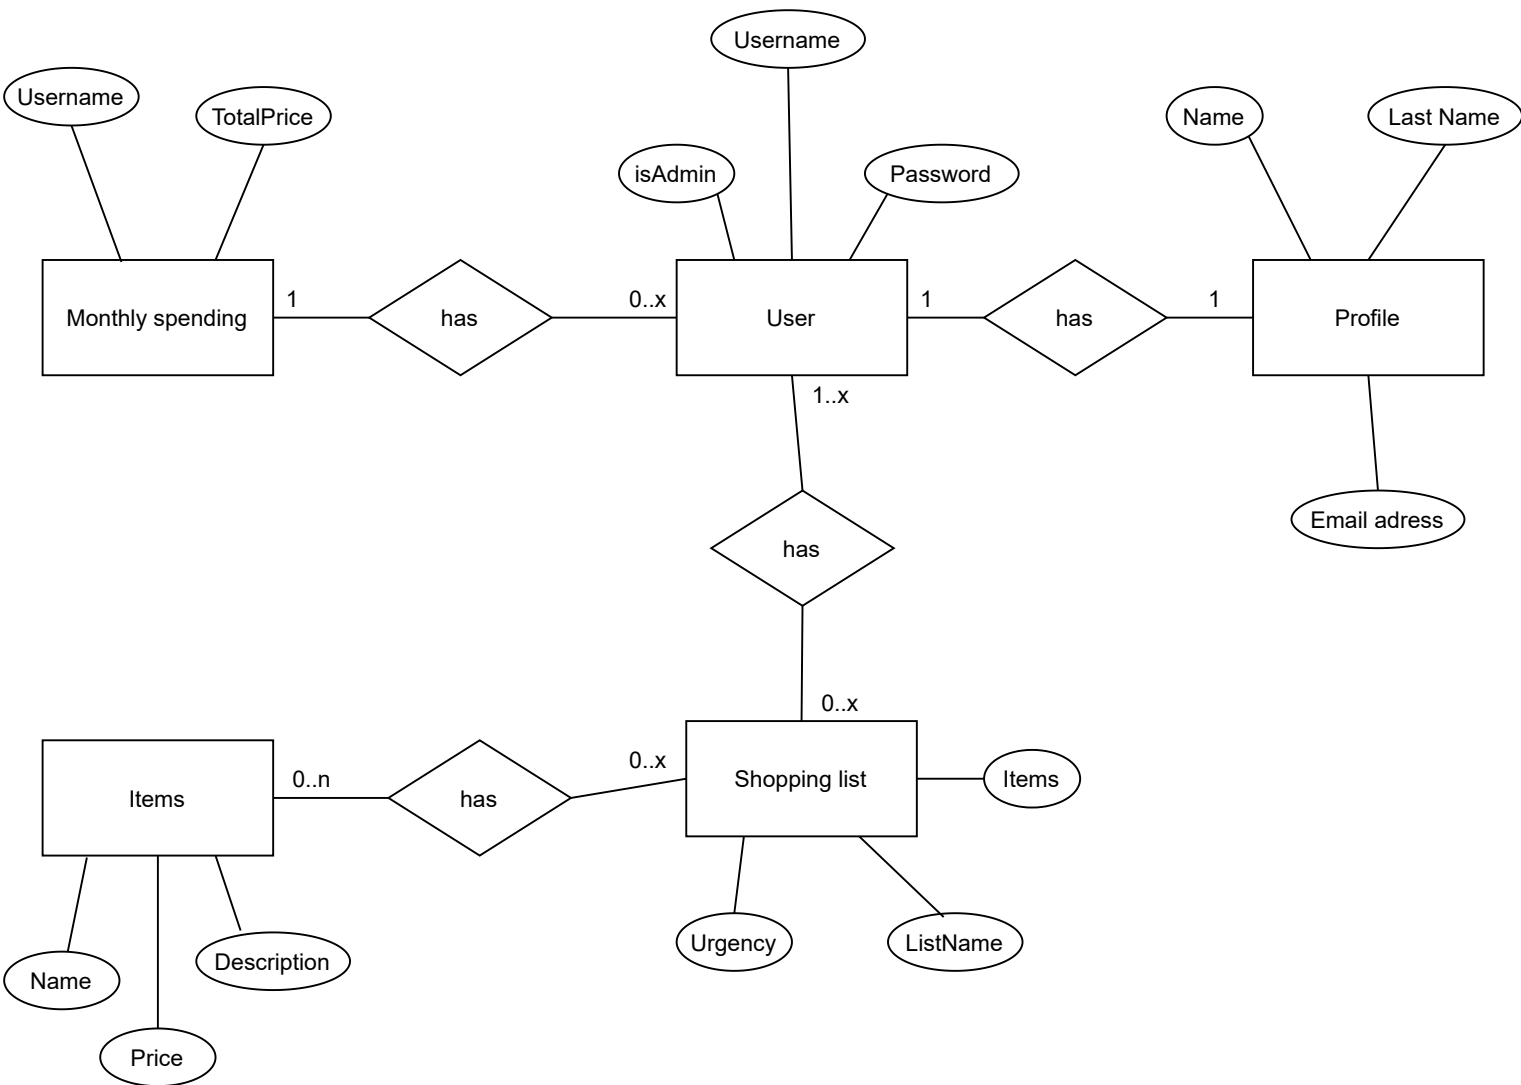 Username
Username
TotalPrice
Name
Last Name
isAdmin
Password
Monthly spending
1
has
0..x
User
1
has
1
Profile
1..x
Email adress
has
0..x
Items
0..n
has
0..x
Shopping list
Items
Urgency
ListName
Description
Name
Price